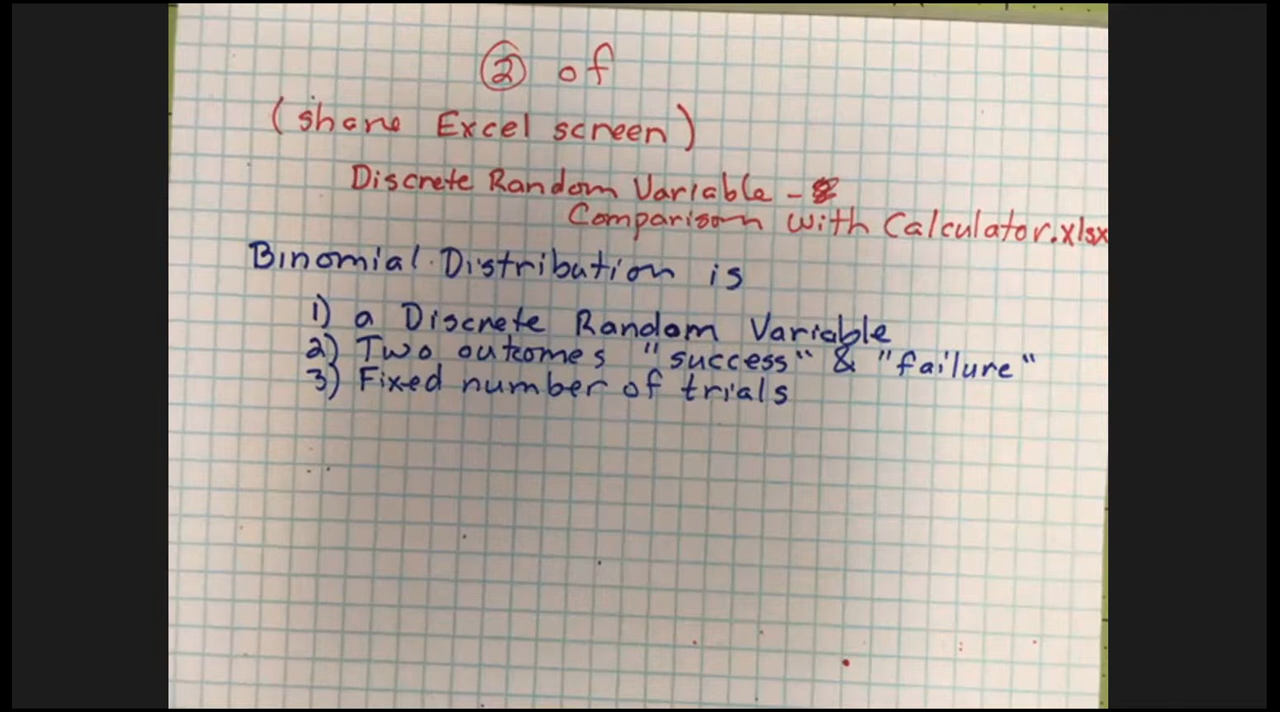 ② of
(share Excel screen)
Discrete Random Variable -
Comparison with Calculator.xlsx
Binomial Distribution is
1) a Discrete Random Variable
2) Two outcomes "success" & "failure"
3) Fixed number of trials